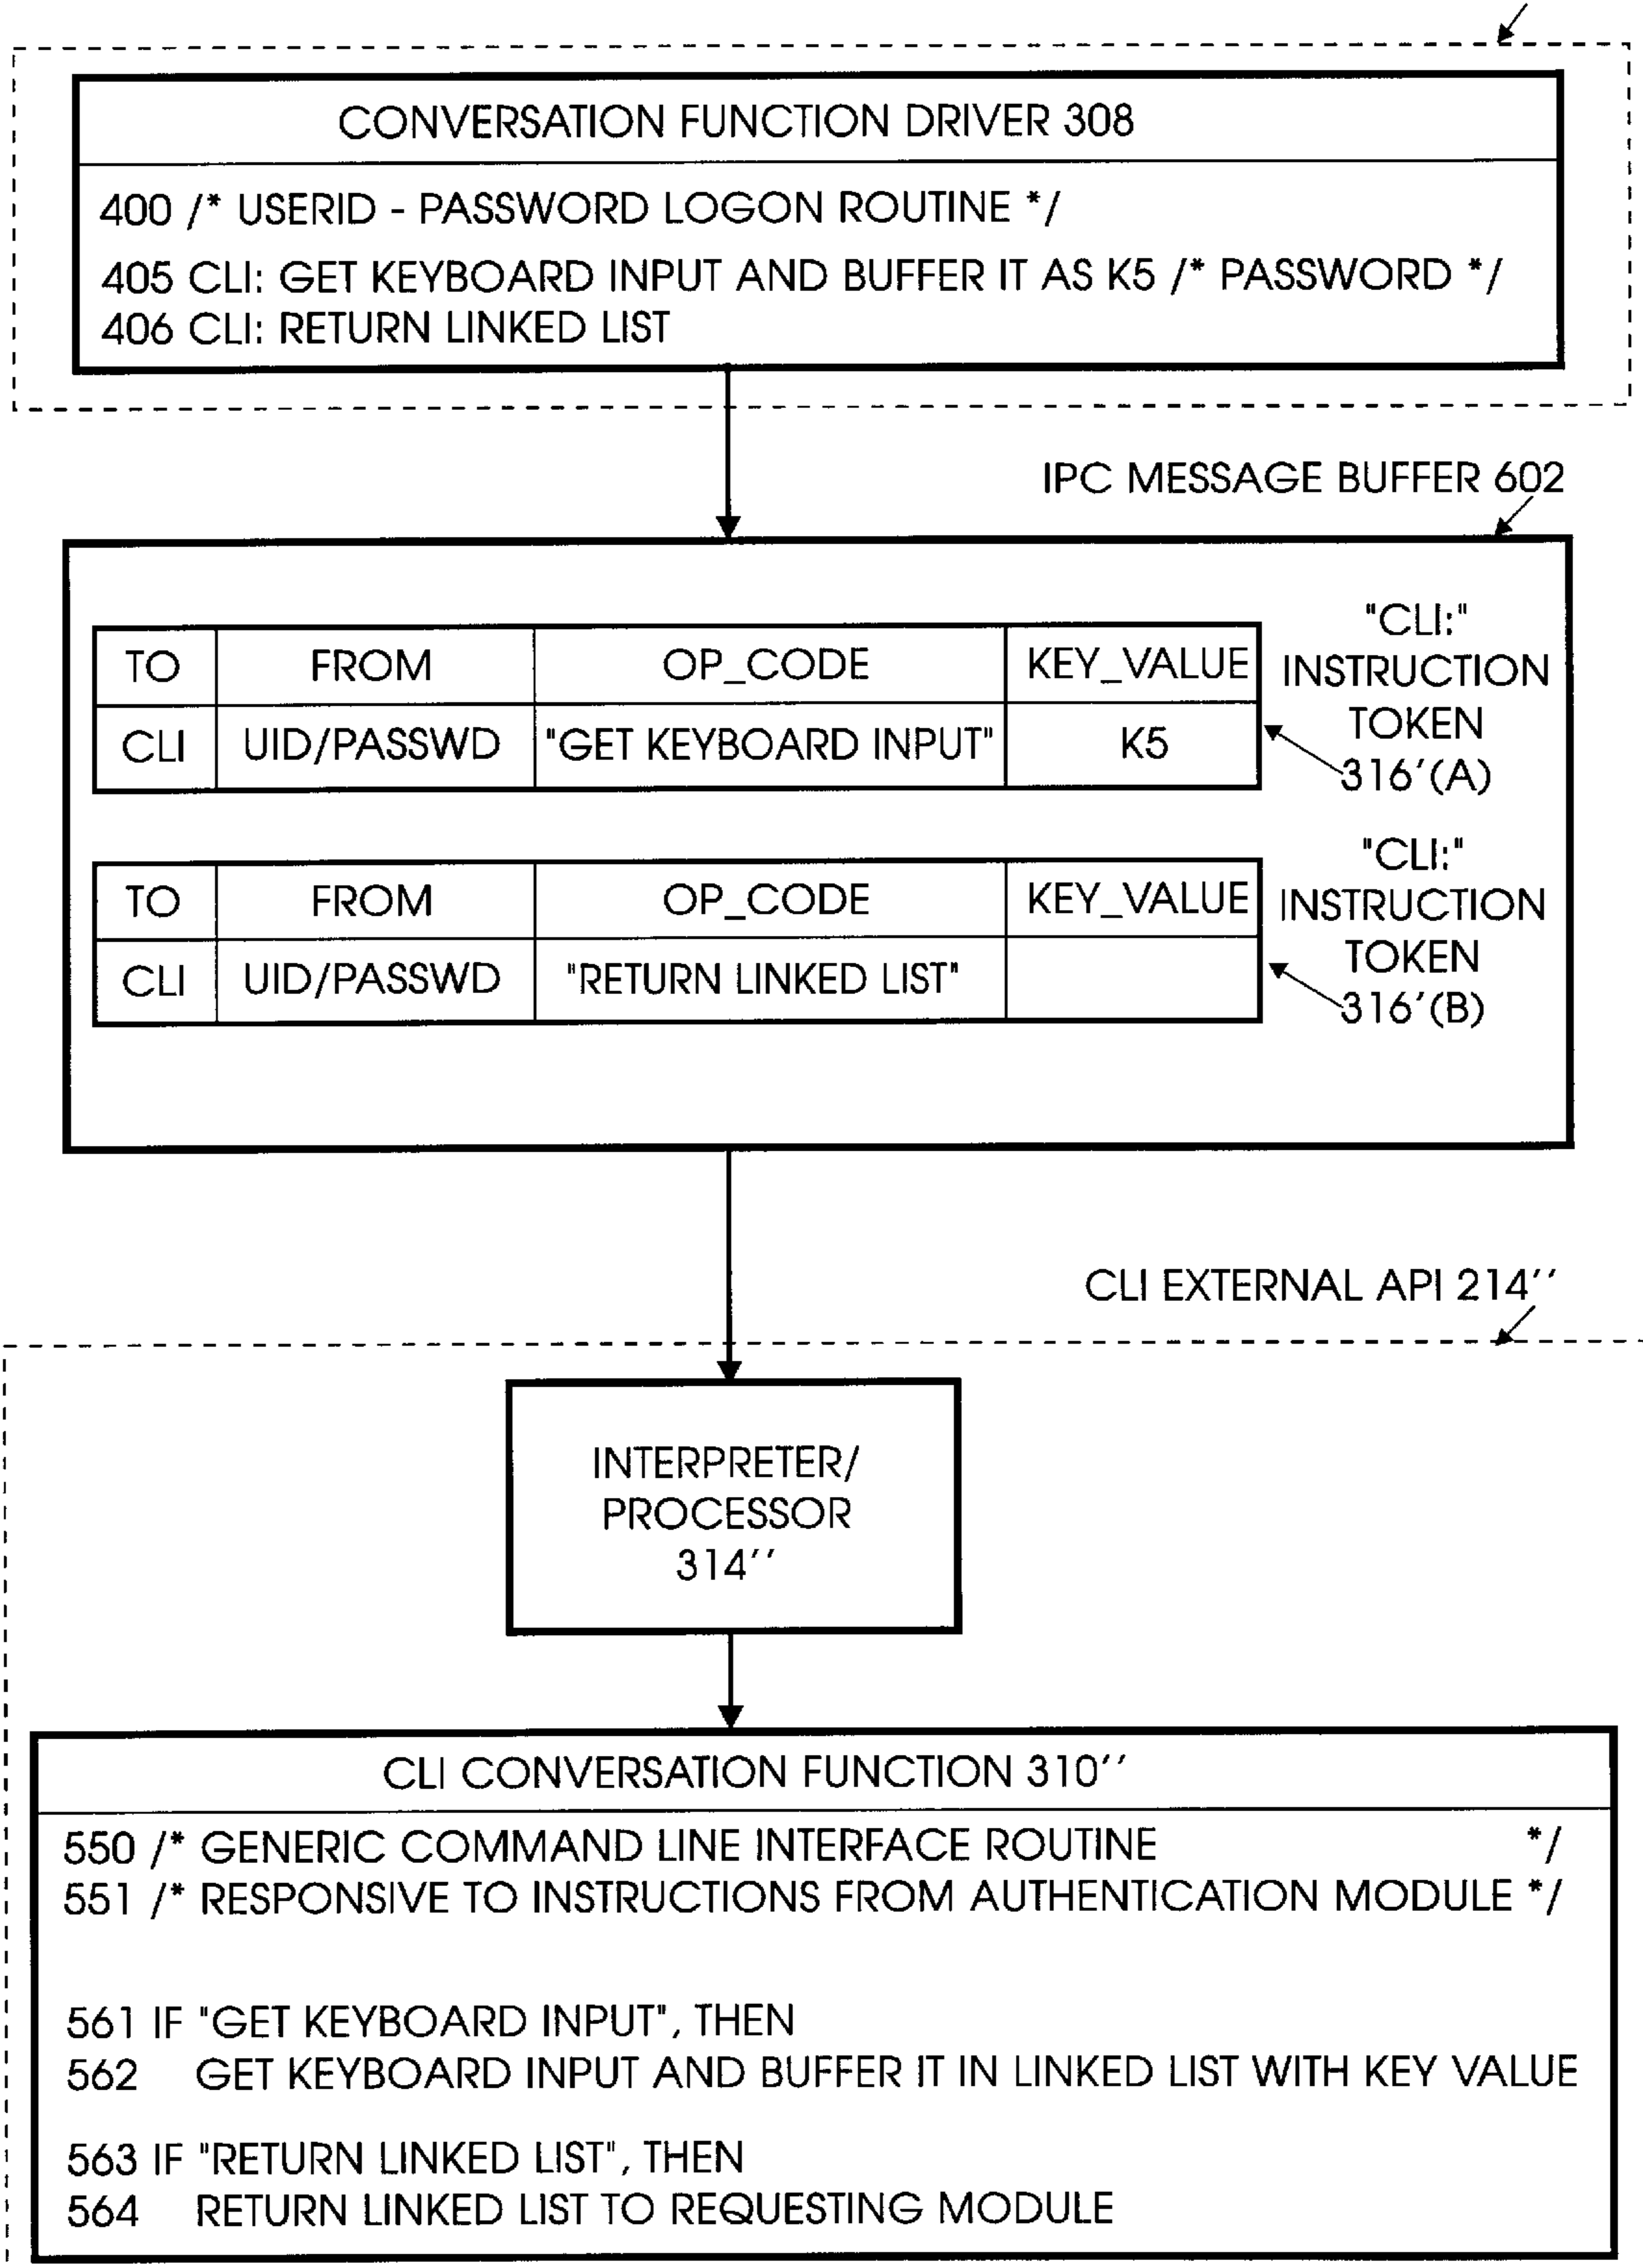 CONVERSATION FUNCTION DRIVER 308
400 /* USERID - PASSWORD LOGON ROUTINE */
405 CLI: GET KEYBOARD INPUT AND BUFFER IT AS K5 /* PASSWORD */
406 CLI: RETURN LINKED LIST
IPC MESSAGE BUFFER 602
TO FROM OP_CODE KEY_VALUE
CLI UID/PASSWD "GET KEYBOARD INPUT" K5
"CLI:"
INSTRUCTION
TOKEN
316′(A)
TO FROM OP_CODE KEY_VALUE
CLI UID/PASSWD "RETURN LINKED LIST"
"CLI:"
INSTRUCTION
TOKEN
316′(B)
CLI EXTERNAL API 214′′
INTERPRETER/
PROCESSOR
314′′
CLI CONVERSATION FUNCTION 310′′
550 /* GENERIC COMMAND LINE INTERFACE ROUTINE */
551 /* RESPONSIVE TO INSTRUCTIONS FROM AUTHENTICATION MODULE */
561 IF "GET KEYBOARD INPUT", THEN
562 GET KEYBOARD INPUT AND BUFFER IT IN LINKED LIST WITH KEY VALUE
563 IF "RETURN LINKED LIST", THEN
564 RETURN LINKED LIST TO REQUESTING MODULE